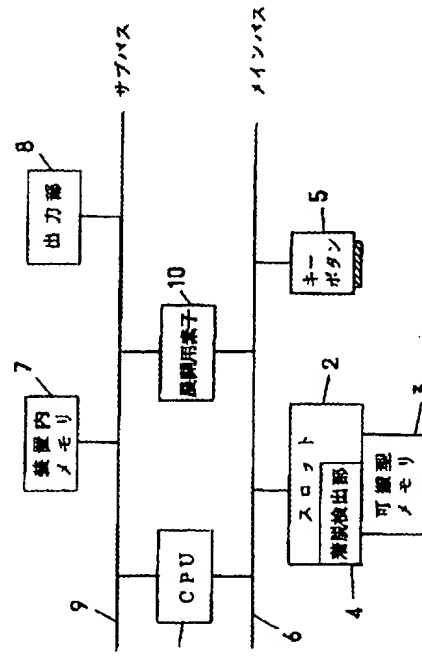 8
出力部
サブバス
7
装置内
メモリ
9
CPU
10
展開用素子
メインバス
6
5
キー
ボタン
2
スロット
着脱検出部
4
可搬型
メモリ
3